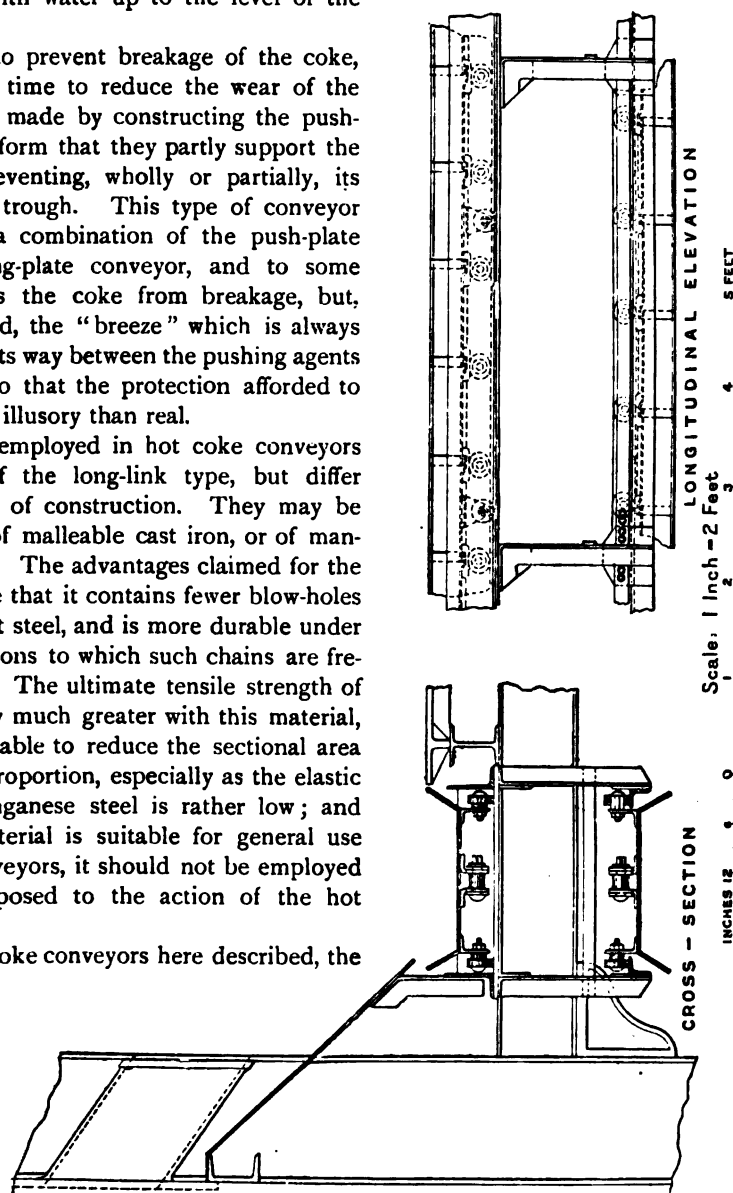 with water up to the level of the
to prevent breakage of the coke,
time to reduce the wear of the
made by constructing the push-
form that they partly support the
eventing, wholly or partially, its
trough. This type of conveyor
a combination of the push-plate
ng-plate conveyor, and to some
s the coke from breakage, but,
d, the "breeze" which is always
ts way between the pushing agents
o that the protection afforded to
illusory than real.
employed in hot coke conveyors
f the long-link type, but differ
of construction. They may be
of malleable cast iron, or of man-
The advantages claimed for the
e that it contains fewer blow-holes
t steel, and is more durable under
ons to which such chains are fre-
The ultimate tensile strength of
y much greater with this material,
able to reduce the sectional area
roportion, especially as the elastic
nganese steel is rather low; and
terial is suitable for general use
veyors, it should not be employed
posed to the action of the hot
oke conveyors here described, the
LONGITUDINAL ELEVATION
CROSS-SECTION
Scale: 1 Inch = 2 Feet
INCHES 12 6 0 1 2 3 4 5 FEET